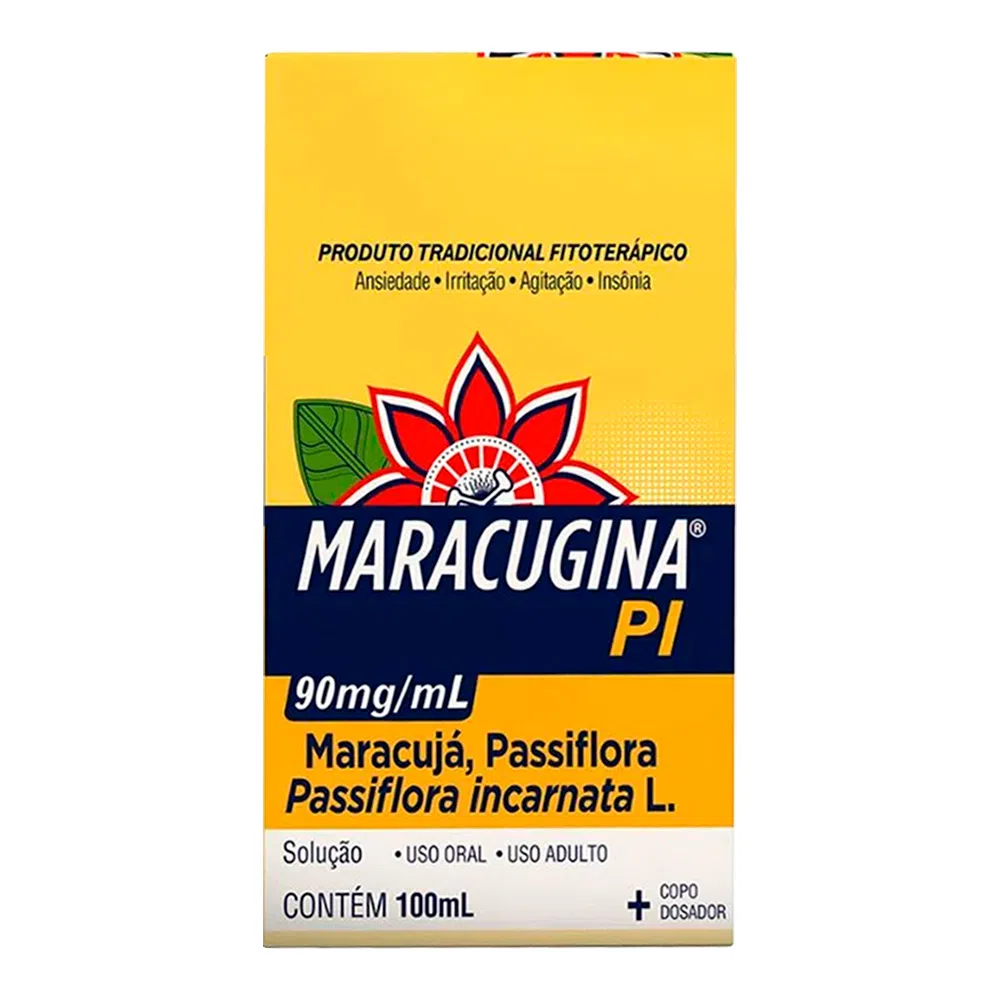 PRODUTO TRADICIONAL FITOTERÁPICO
Ansiedade • Irritação • Agitação • Insônia
MARACUGINA®
PI
90mg/mL
Maracujá, Passiflora
Passiflora incarnata L.
Solução • USO ORAL • USO ADULTO
CONTÉM 100mL
+ COPO
DOSADOR